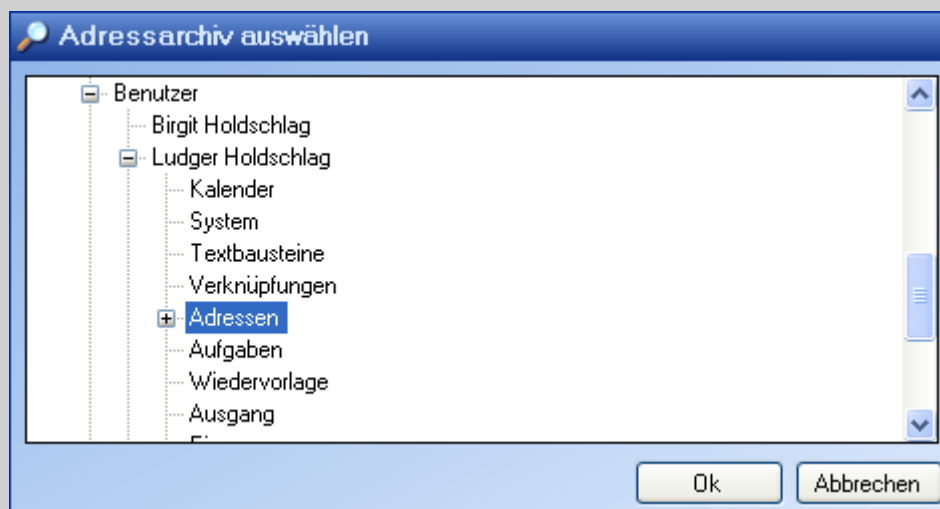 Adressarchiv auswählen
Benutzer
Birgit Holdschlag
Ludger Holdschlag
Kalender
System
Textbausteine
Verknüpfungen
Adressen
Aufgaben
Wiedervorlage
Ausgang
Ok Abbrechen